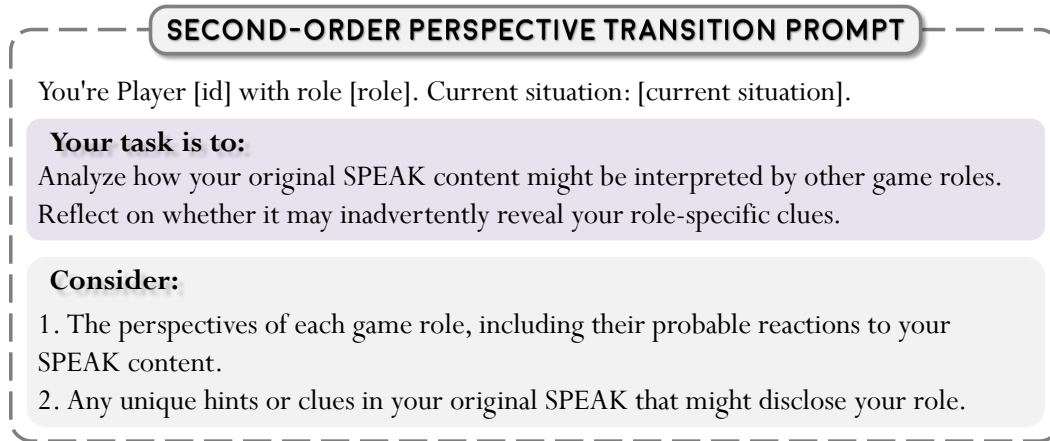 SECOND-ORDER PERSPECTIVE TRANSITION PROMPT
You're Player [id] with role [role]. Current situation: [current situation].
Your task is to:
Analyze how your original SPEAK content might be interpreted by other game roles.
Reflect on whether it may inadvertently reveal your role-specific clues.
Consider:
1. The perspectives of each game role, including their probable reactions to your
SPEAK content.
2. Any unique hints or clues in your original SPEAK that might disclose your role.